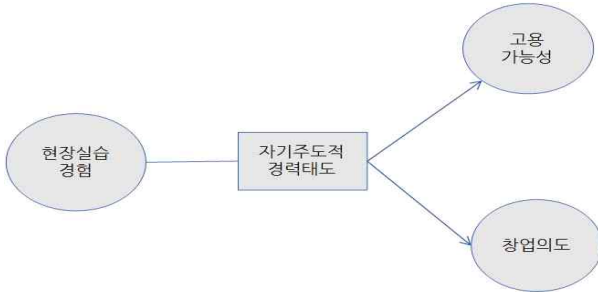 고용
가능성
현장실습
경험
자기주도적
경력태도
창업의도